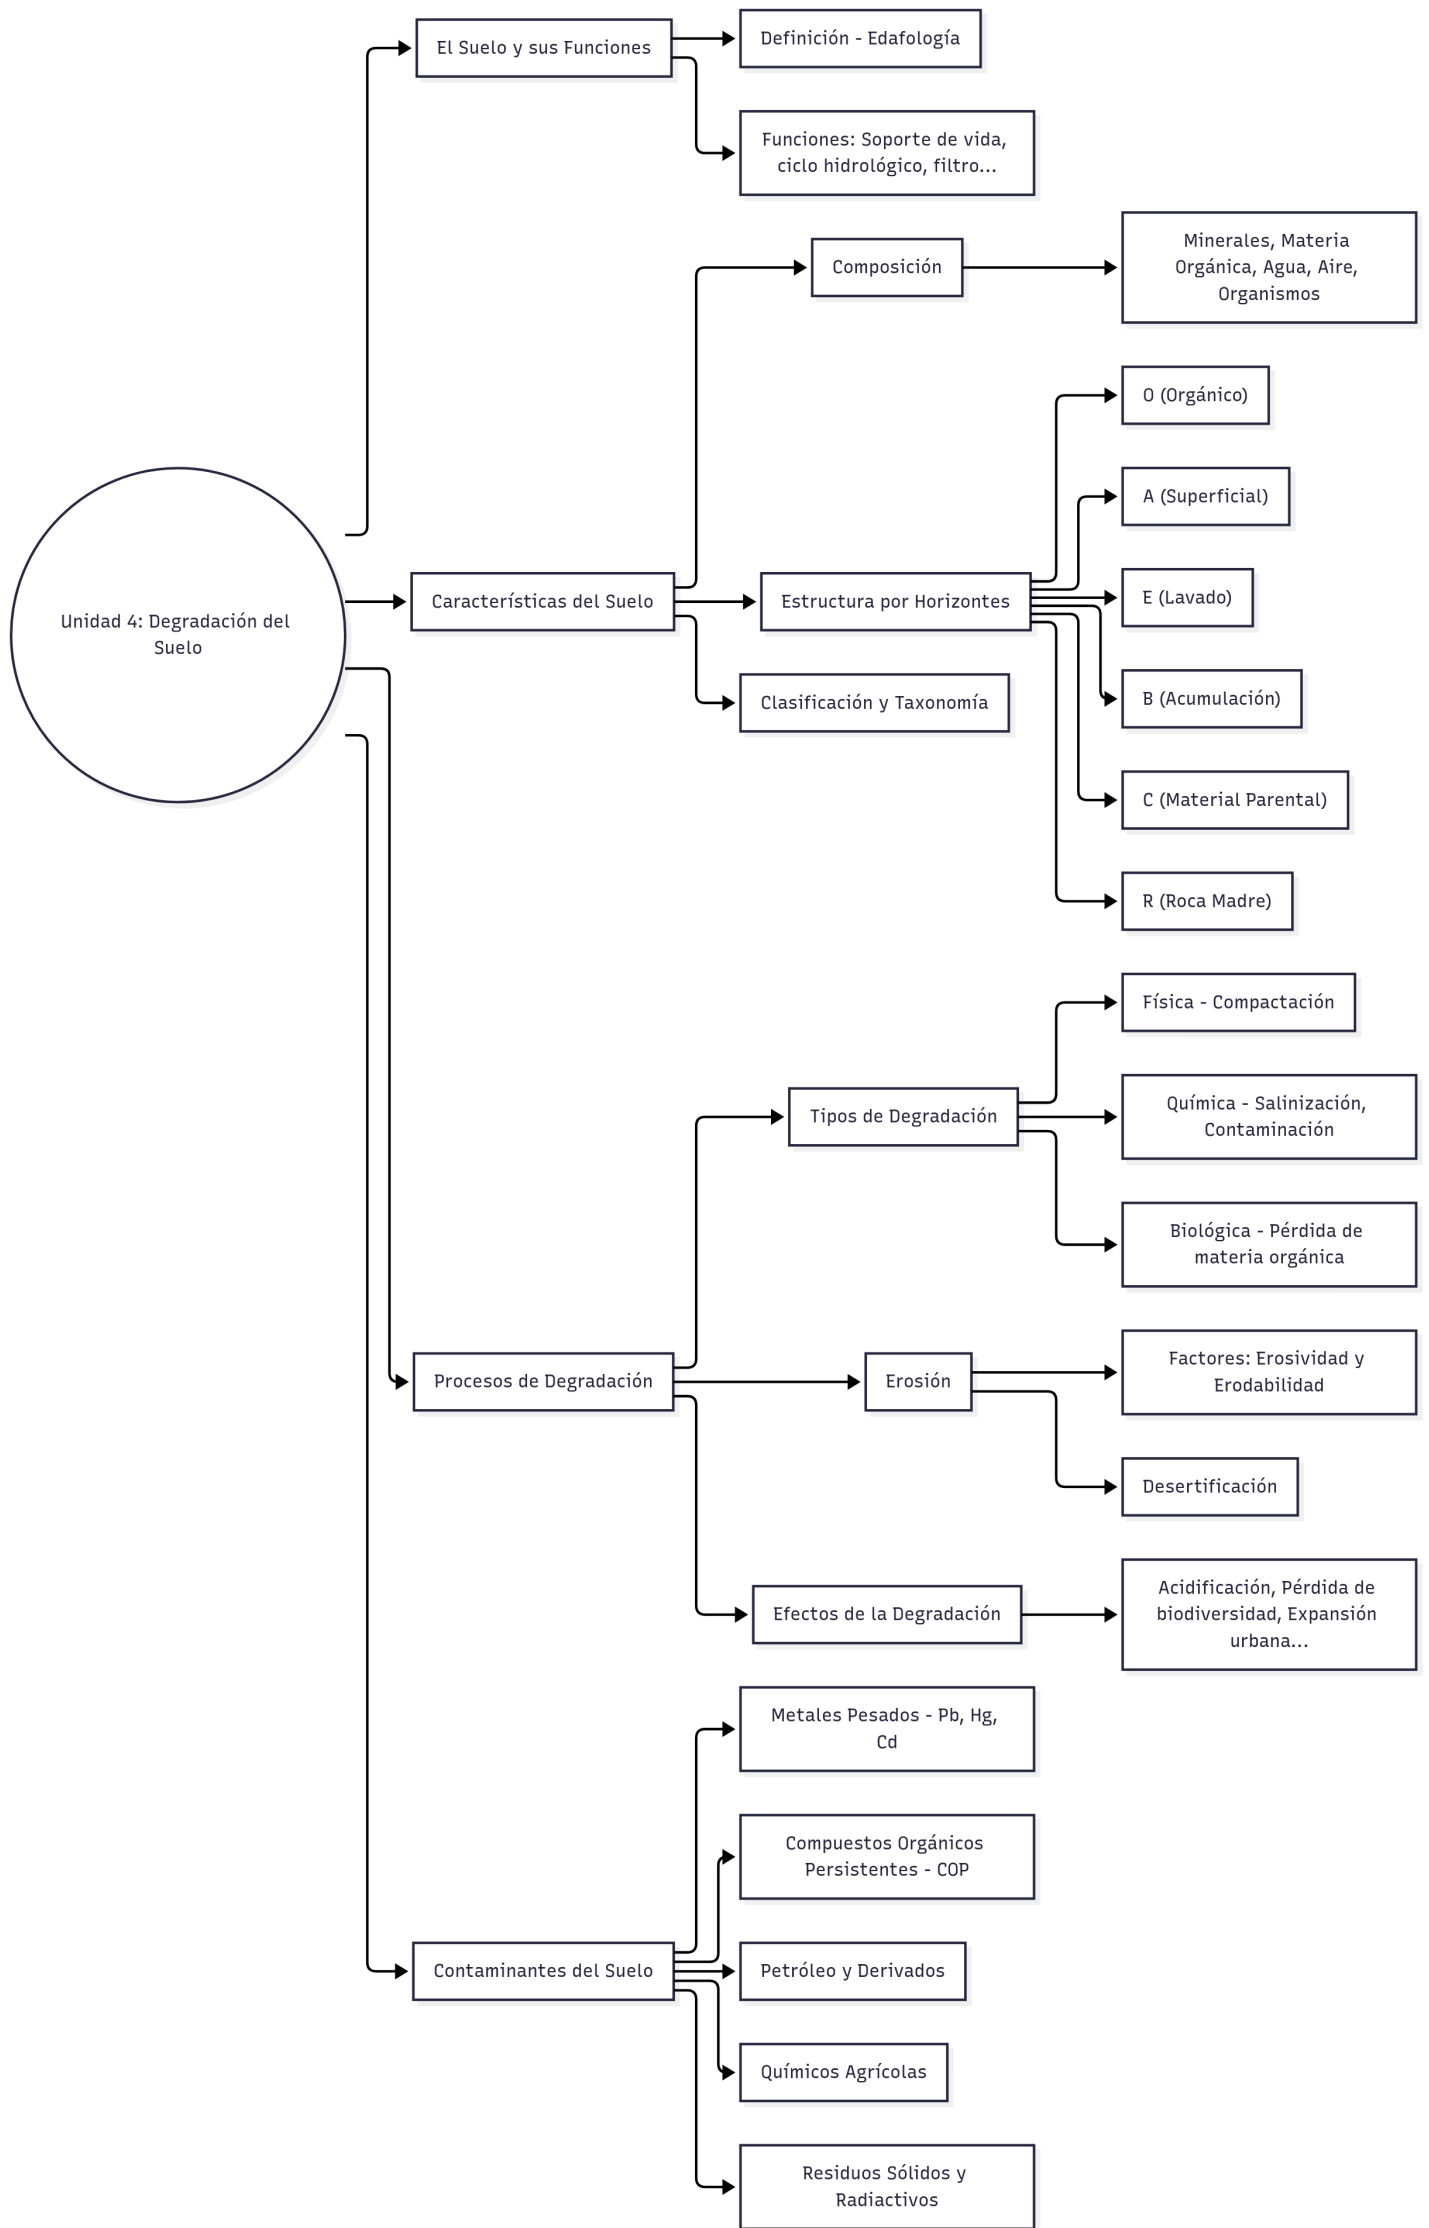 El Suelo y sus Funciones
Definición - Edafología
Funciones: Soporte de vida,
ciclo hidrológico, filtro...
Unidad 4: Degradación del
Suelo
Características del Suelo
Composición
Minerales, Materia
Orgánica, Agua, Aire,
Organismos
Estructura por Horizontes
O (Orgánico)
A (Superficial)
E (Lavado)
B (Acumulación)
C (Material Parental)
R (Roca Madre)
Clasificación y Taxonomía
Procesos de Degradación
Tipos de Degradación
Física - Compactación
Química - Salinización,
Contaminación
Biológica - Pérdida de
materia orgánica
Erosión
Factores: Erosividad y
Erodabilidad
Desertificación
Efectos de la Degradación
Acidificación, Pérdida de
biodiversidad, Expansión
urbana...
Contaminantes del Suelo
Metales Pesados - Pb, Hg,
Cd
Compuestos Orgánicos
Persistentes - COP
Petróleo y Derivados
Químicos Agrícolas
Residuos Sólidos y
Radiactivos